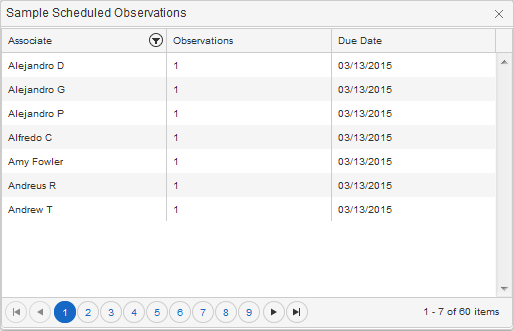 Sample Scheduled Observations
Associate Observations Due Date
Alejandro D 1 03/13/2015
Alejandro G 1 03/13/2015
Alejandro P 1 03/13/2015
Alfredo C 1 03/13/2015
Amy Fowler 1 03/13/2015
Andreus R 1 03/13/2015
Andrew T 1 03/13/2015
1 2 3 4 5 6 7 8 9 1 - 7 of 60 items